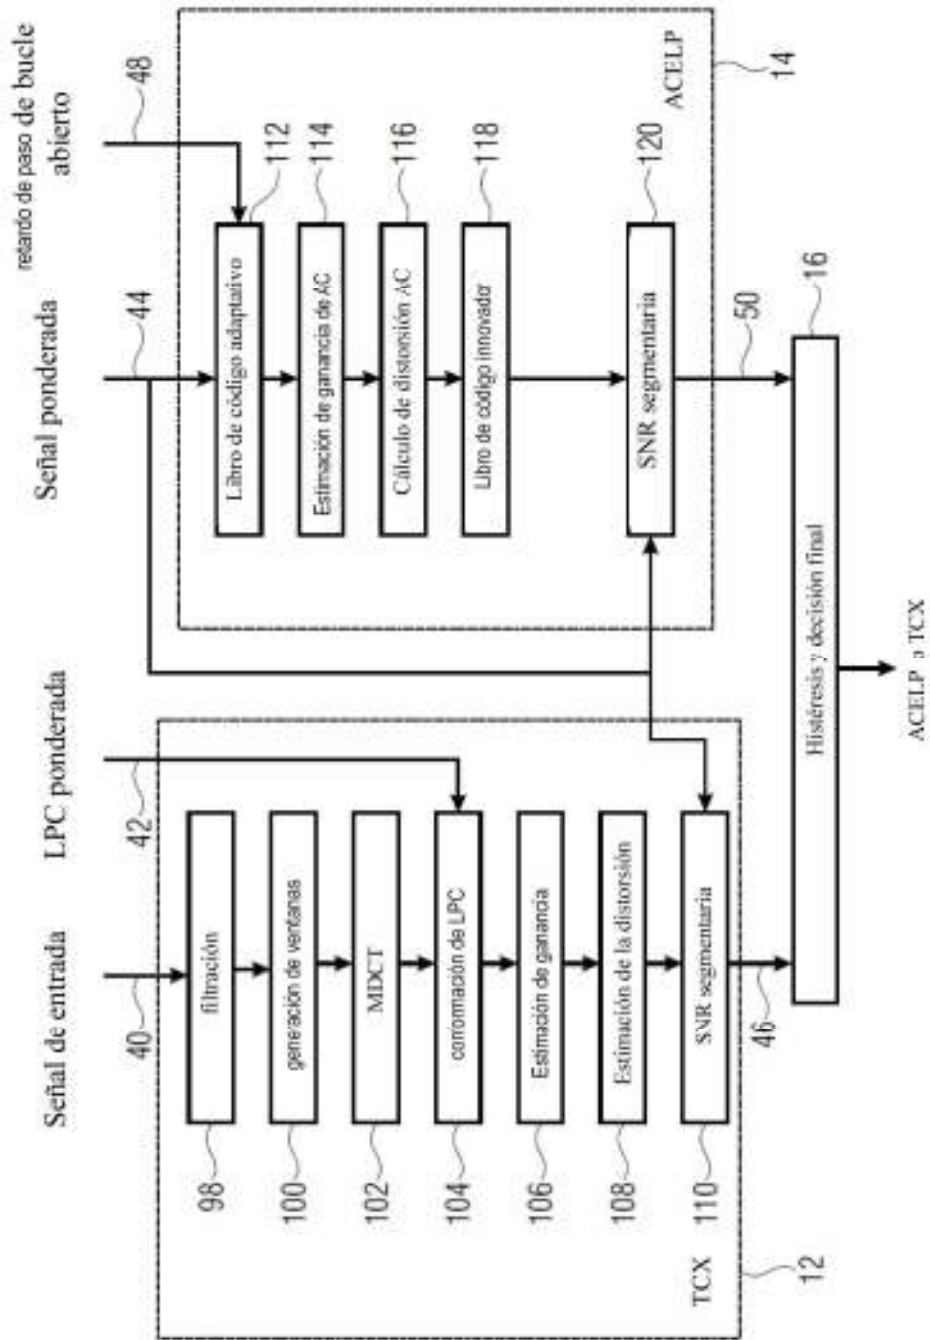 Señal de entrada
LPC ponderada
Señal ponderada
retardo de paso de bucle
abierto
40
42
44
48
98
filtración
100
generación de ventanas
102
MDCT
104
conformación de LPC
106
Estimación de ganancia
108
Estimación de la distorsión
110
SNR segmentaria
TCX
12
46
Libro de código adaptativo
112
Estimación de ganancia de AC
114
Cálculo de distorsión AC
116
Libro de código innovador
118
SNR segmentaria
120
ACELP
14
50
Histéresis y decisión final
16
ACELP a TCX